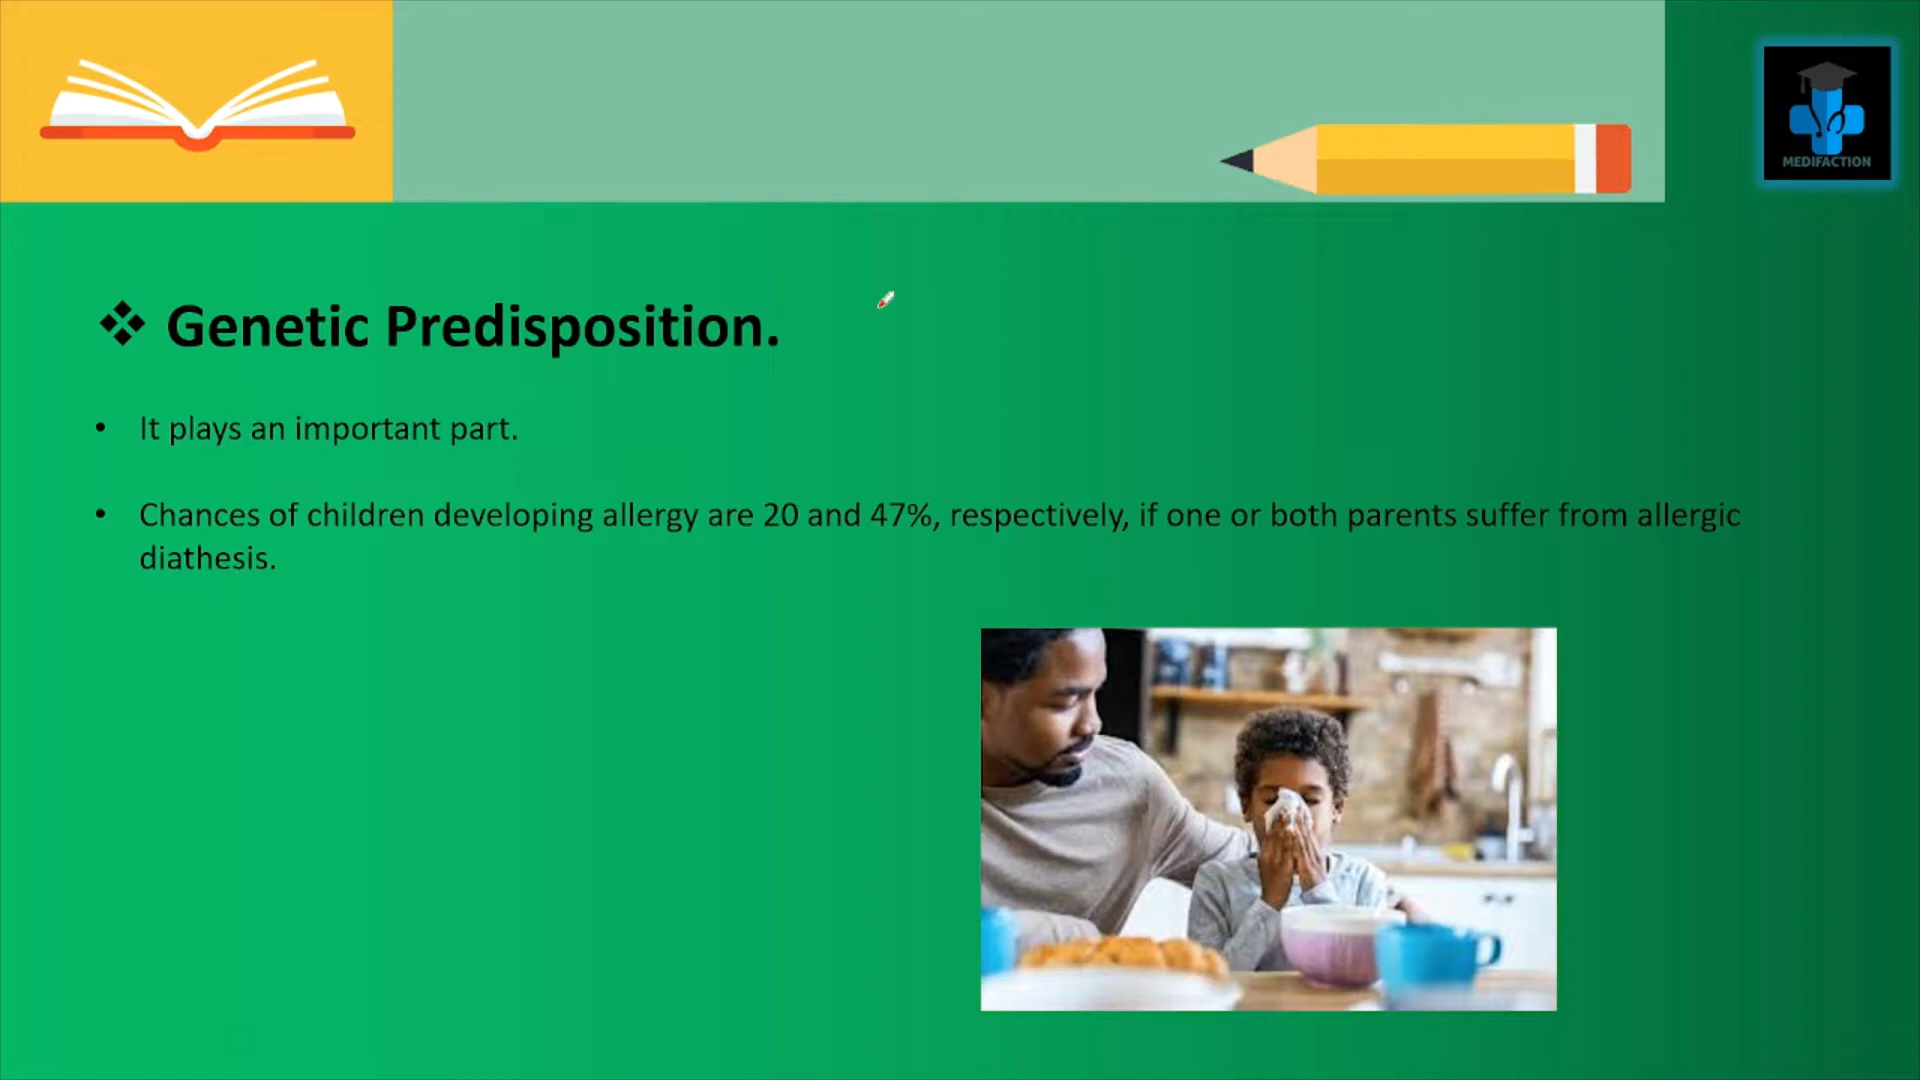 MEDIFACTION
❖ Genetic Predisposition.
• It plays an important part.
• Chances of children developing allergy are 20 and 47%, respectively, if one or both parents suffer from allergic
diathesis.